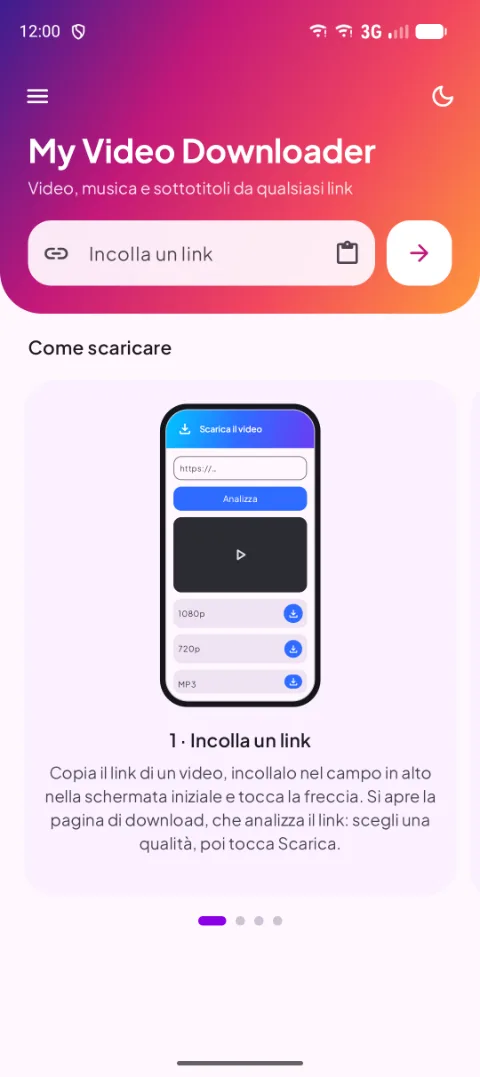 12:00
3G
My Video Downloader
Video, musica e sottotitoli da qualsiasi link
Incolla un link
Come scaricare
Scarica il video
https://...
Analizza
1080p
720p
MP3
1 · Incolla un link
Copia il link di un video, incollalo nel campo in alto
nella schermata iniziale e tocca la freccia. Si apre la
pagina di download, che analizza il link: scegli una
qualità, poi tocca Scarica.